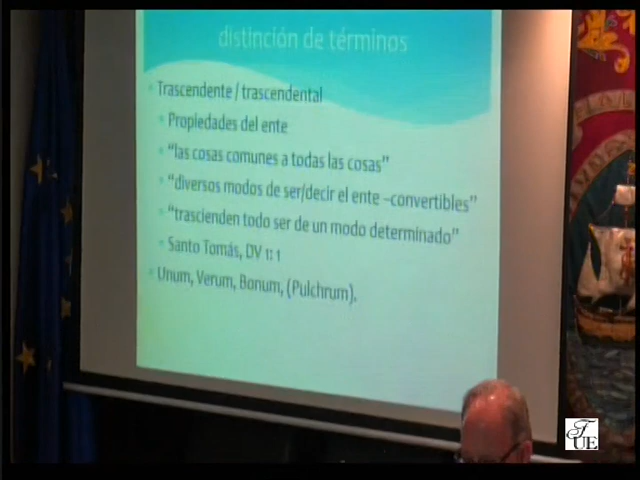 distinción de términos
Trascendente / trascendental
Propiedades del ente
“las cosas comunes a todas las cosas”
“diversos modos de ser/decir el ente –convertibles”
“trascienden todo ser de un modo determinado”
Santo Tomás, DV 1: 1
Unum, Verum, Bonum, (Pulchrum).
F
UE